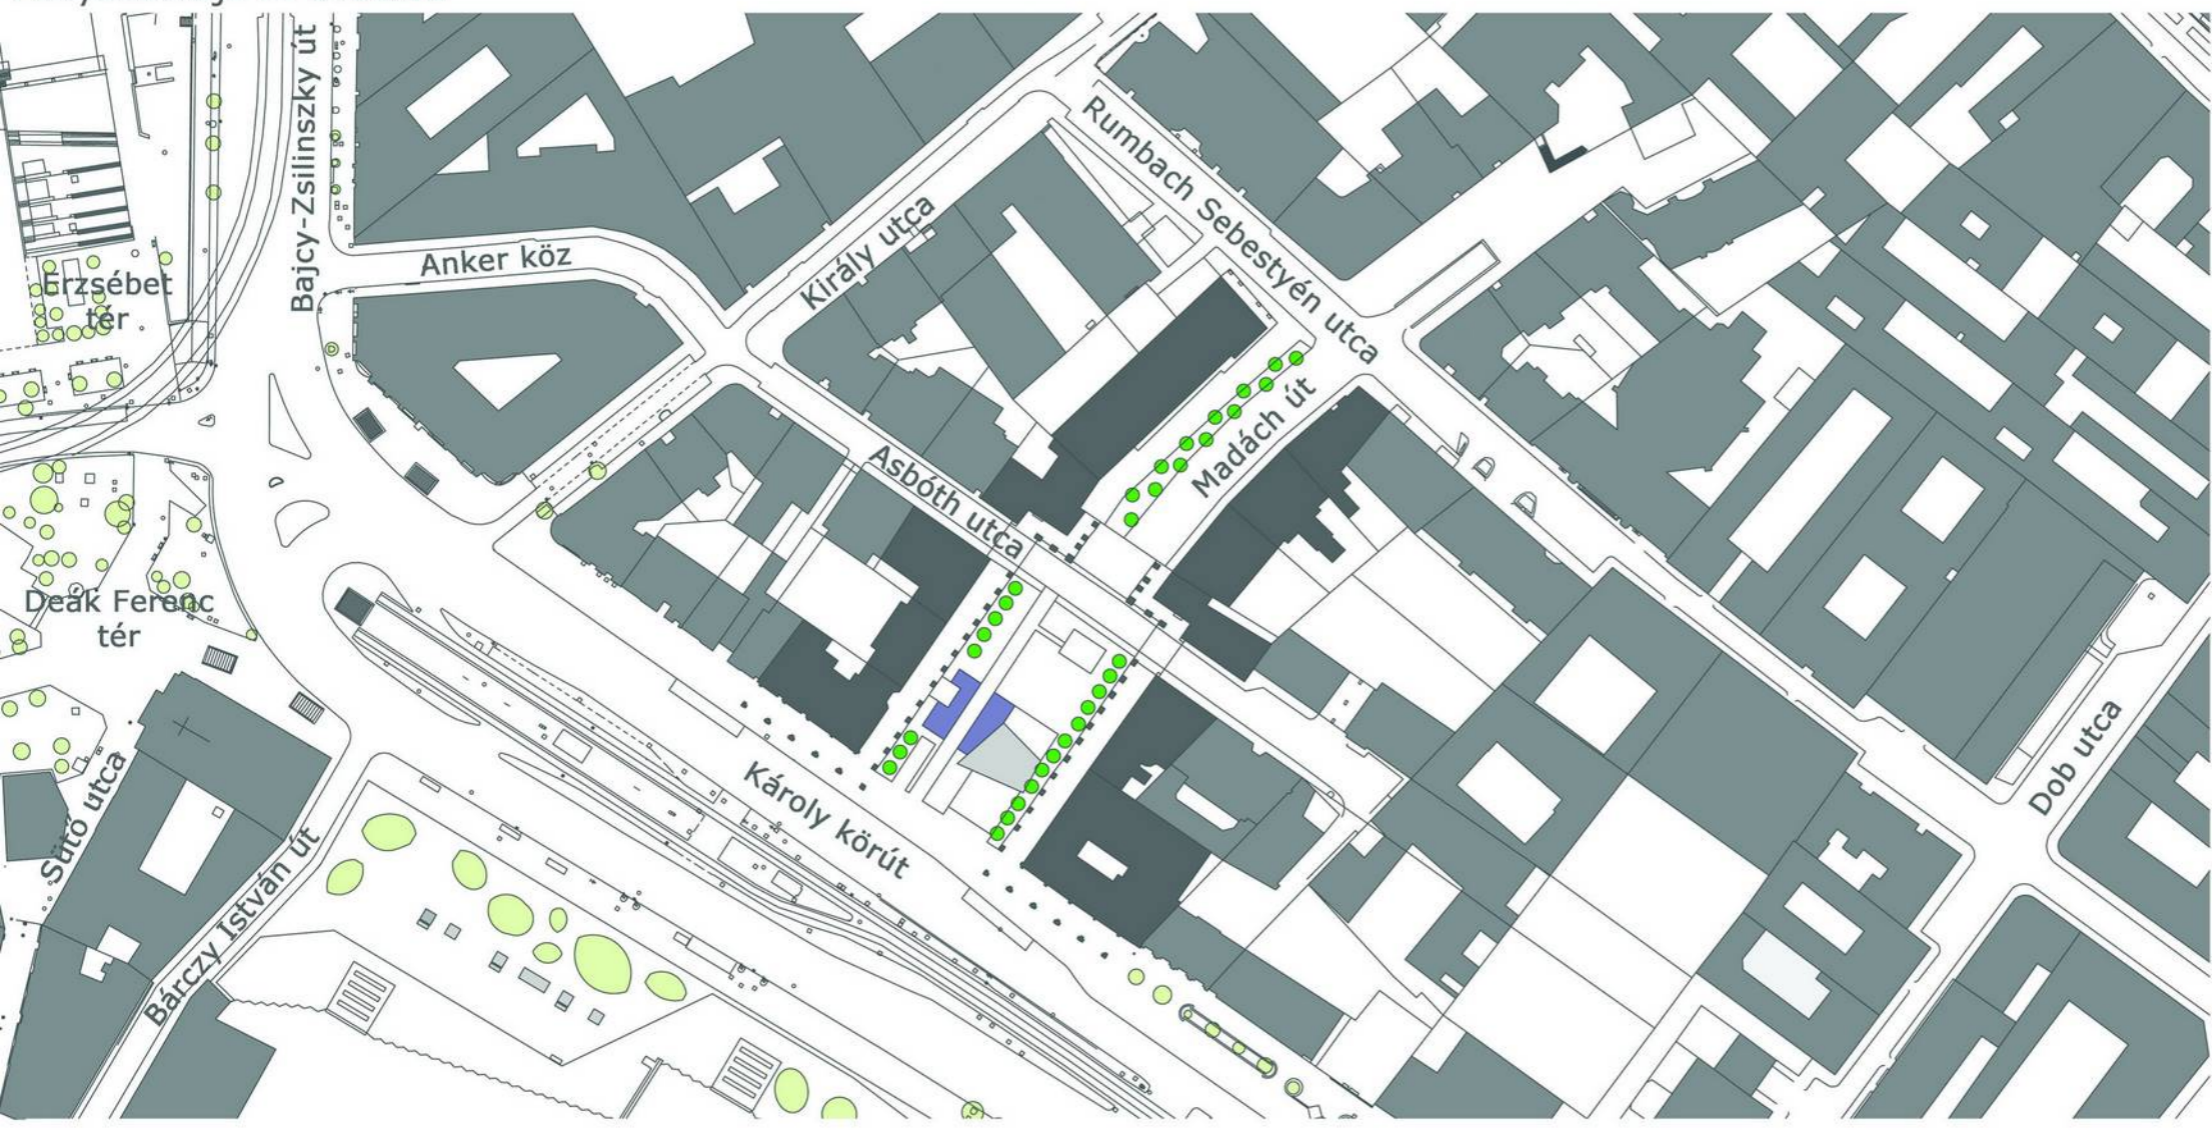 Bajcy-Zsilinszky út
Rumbach Sebestyén utca
Király utca
Anker köz
Erzsébet
tér
Madách út
Asbóth utca
Deák Ferenc
tér
Dob utca
Sütő utca
Károly körút
Bárczy István út